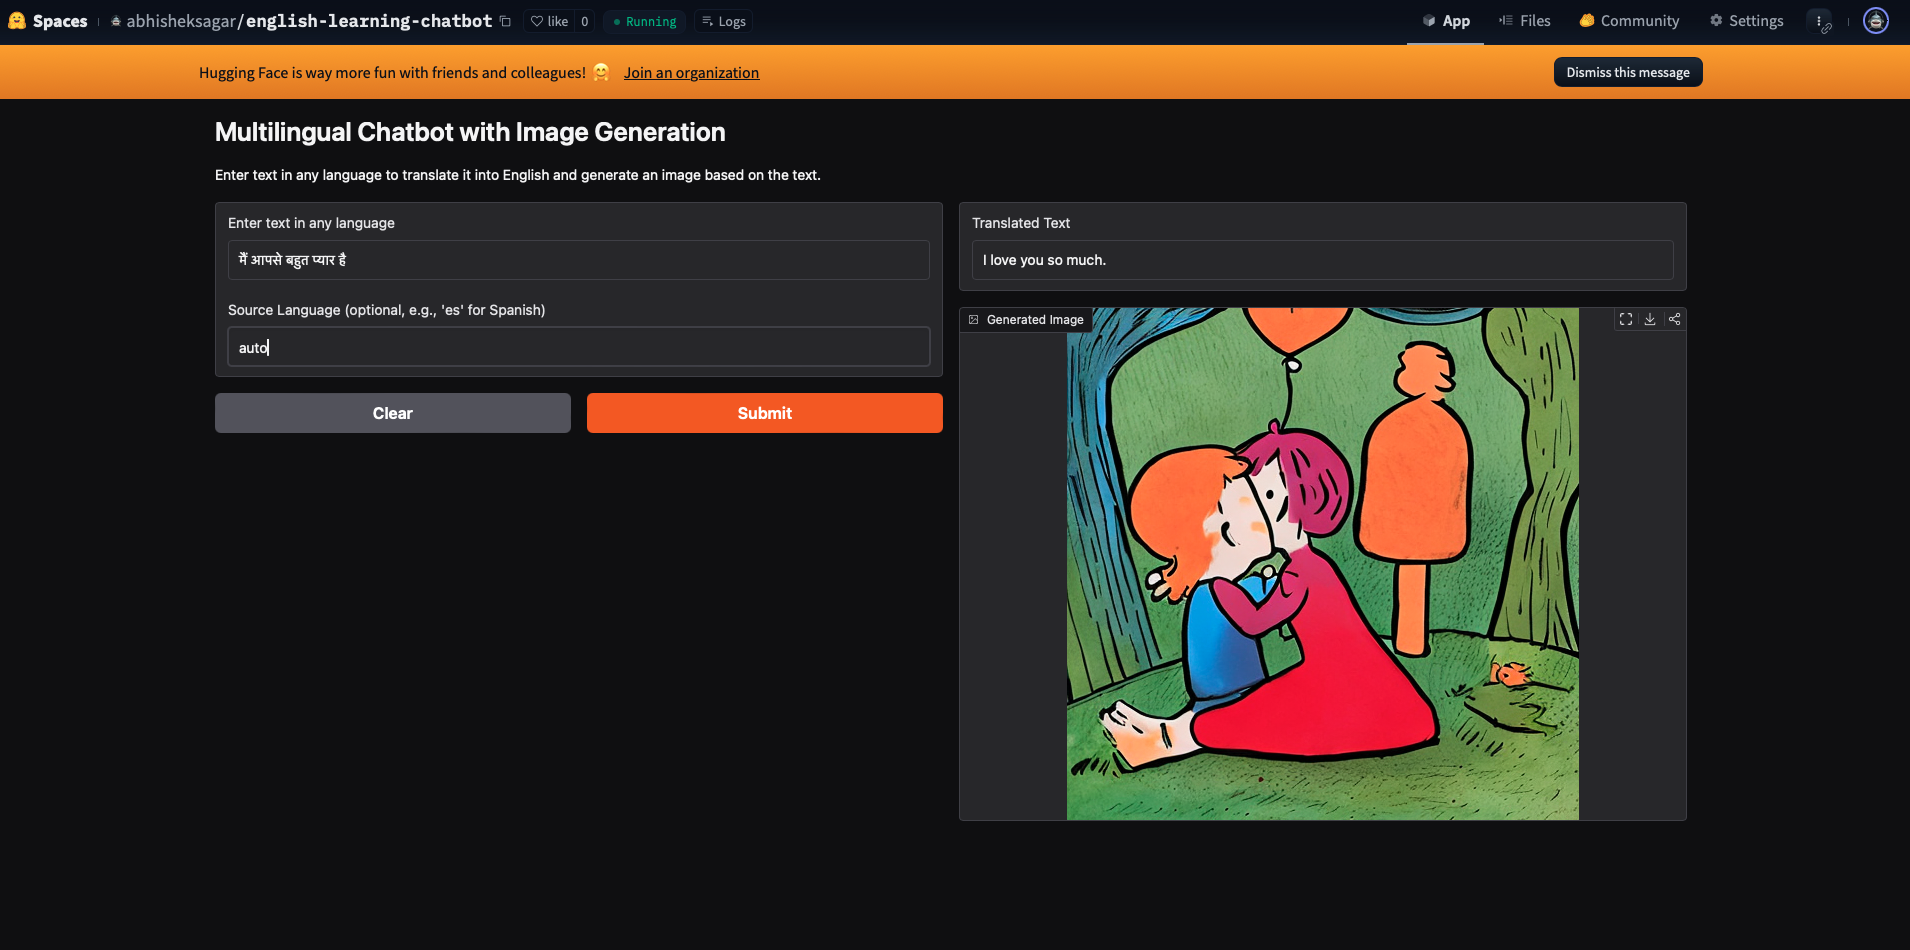 Spaces abhisheksagar/english-learning-chatbot like 0 Running Logs App Files Community Settings
Hugging Face is way more fun with friends and colleagues! 🤗 Join an organization Dismiss this message
Multilingual Chatbot with Image Generation
Enter text in any language to translate it into English and generate an image based on the text.
Enter text in any language
मैं आपसे बहुत प्यार है
Source Language (optional, e.g., 'es' for Spanish)
auto
Clear Submit
Translated Text
I love you so much.
Generated Image